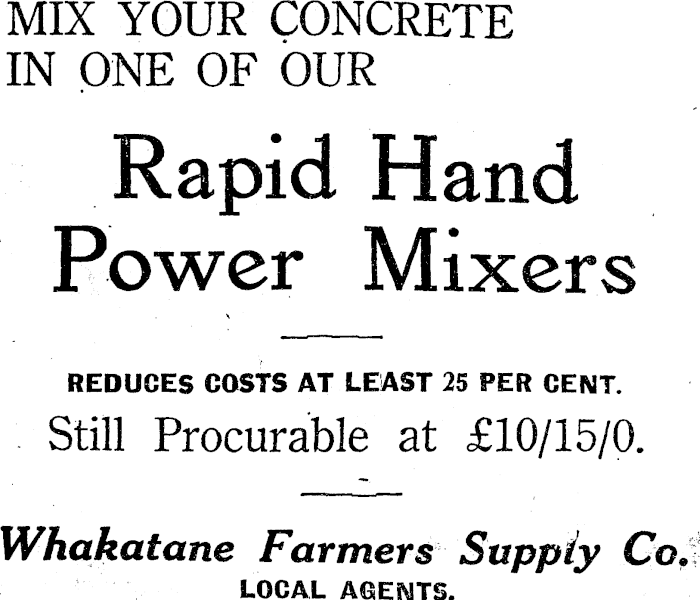 MIX YOUR CONCRETE
IN ONE OF OUR
Rapid Hand
Power Mixers
REDUCES COSTS AT LEAST 25 PER CENT.
Still Procurable at £10/15/0.
Whakatane Farmers Supply Co.
LOCAL AGENTS.